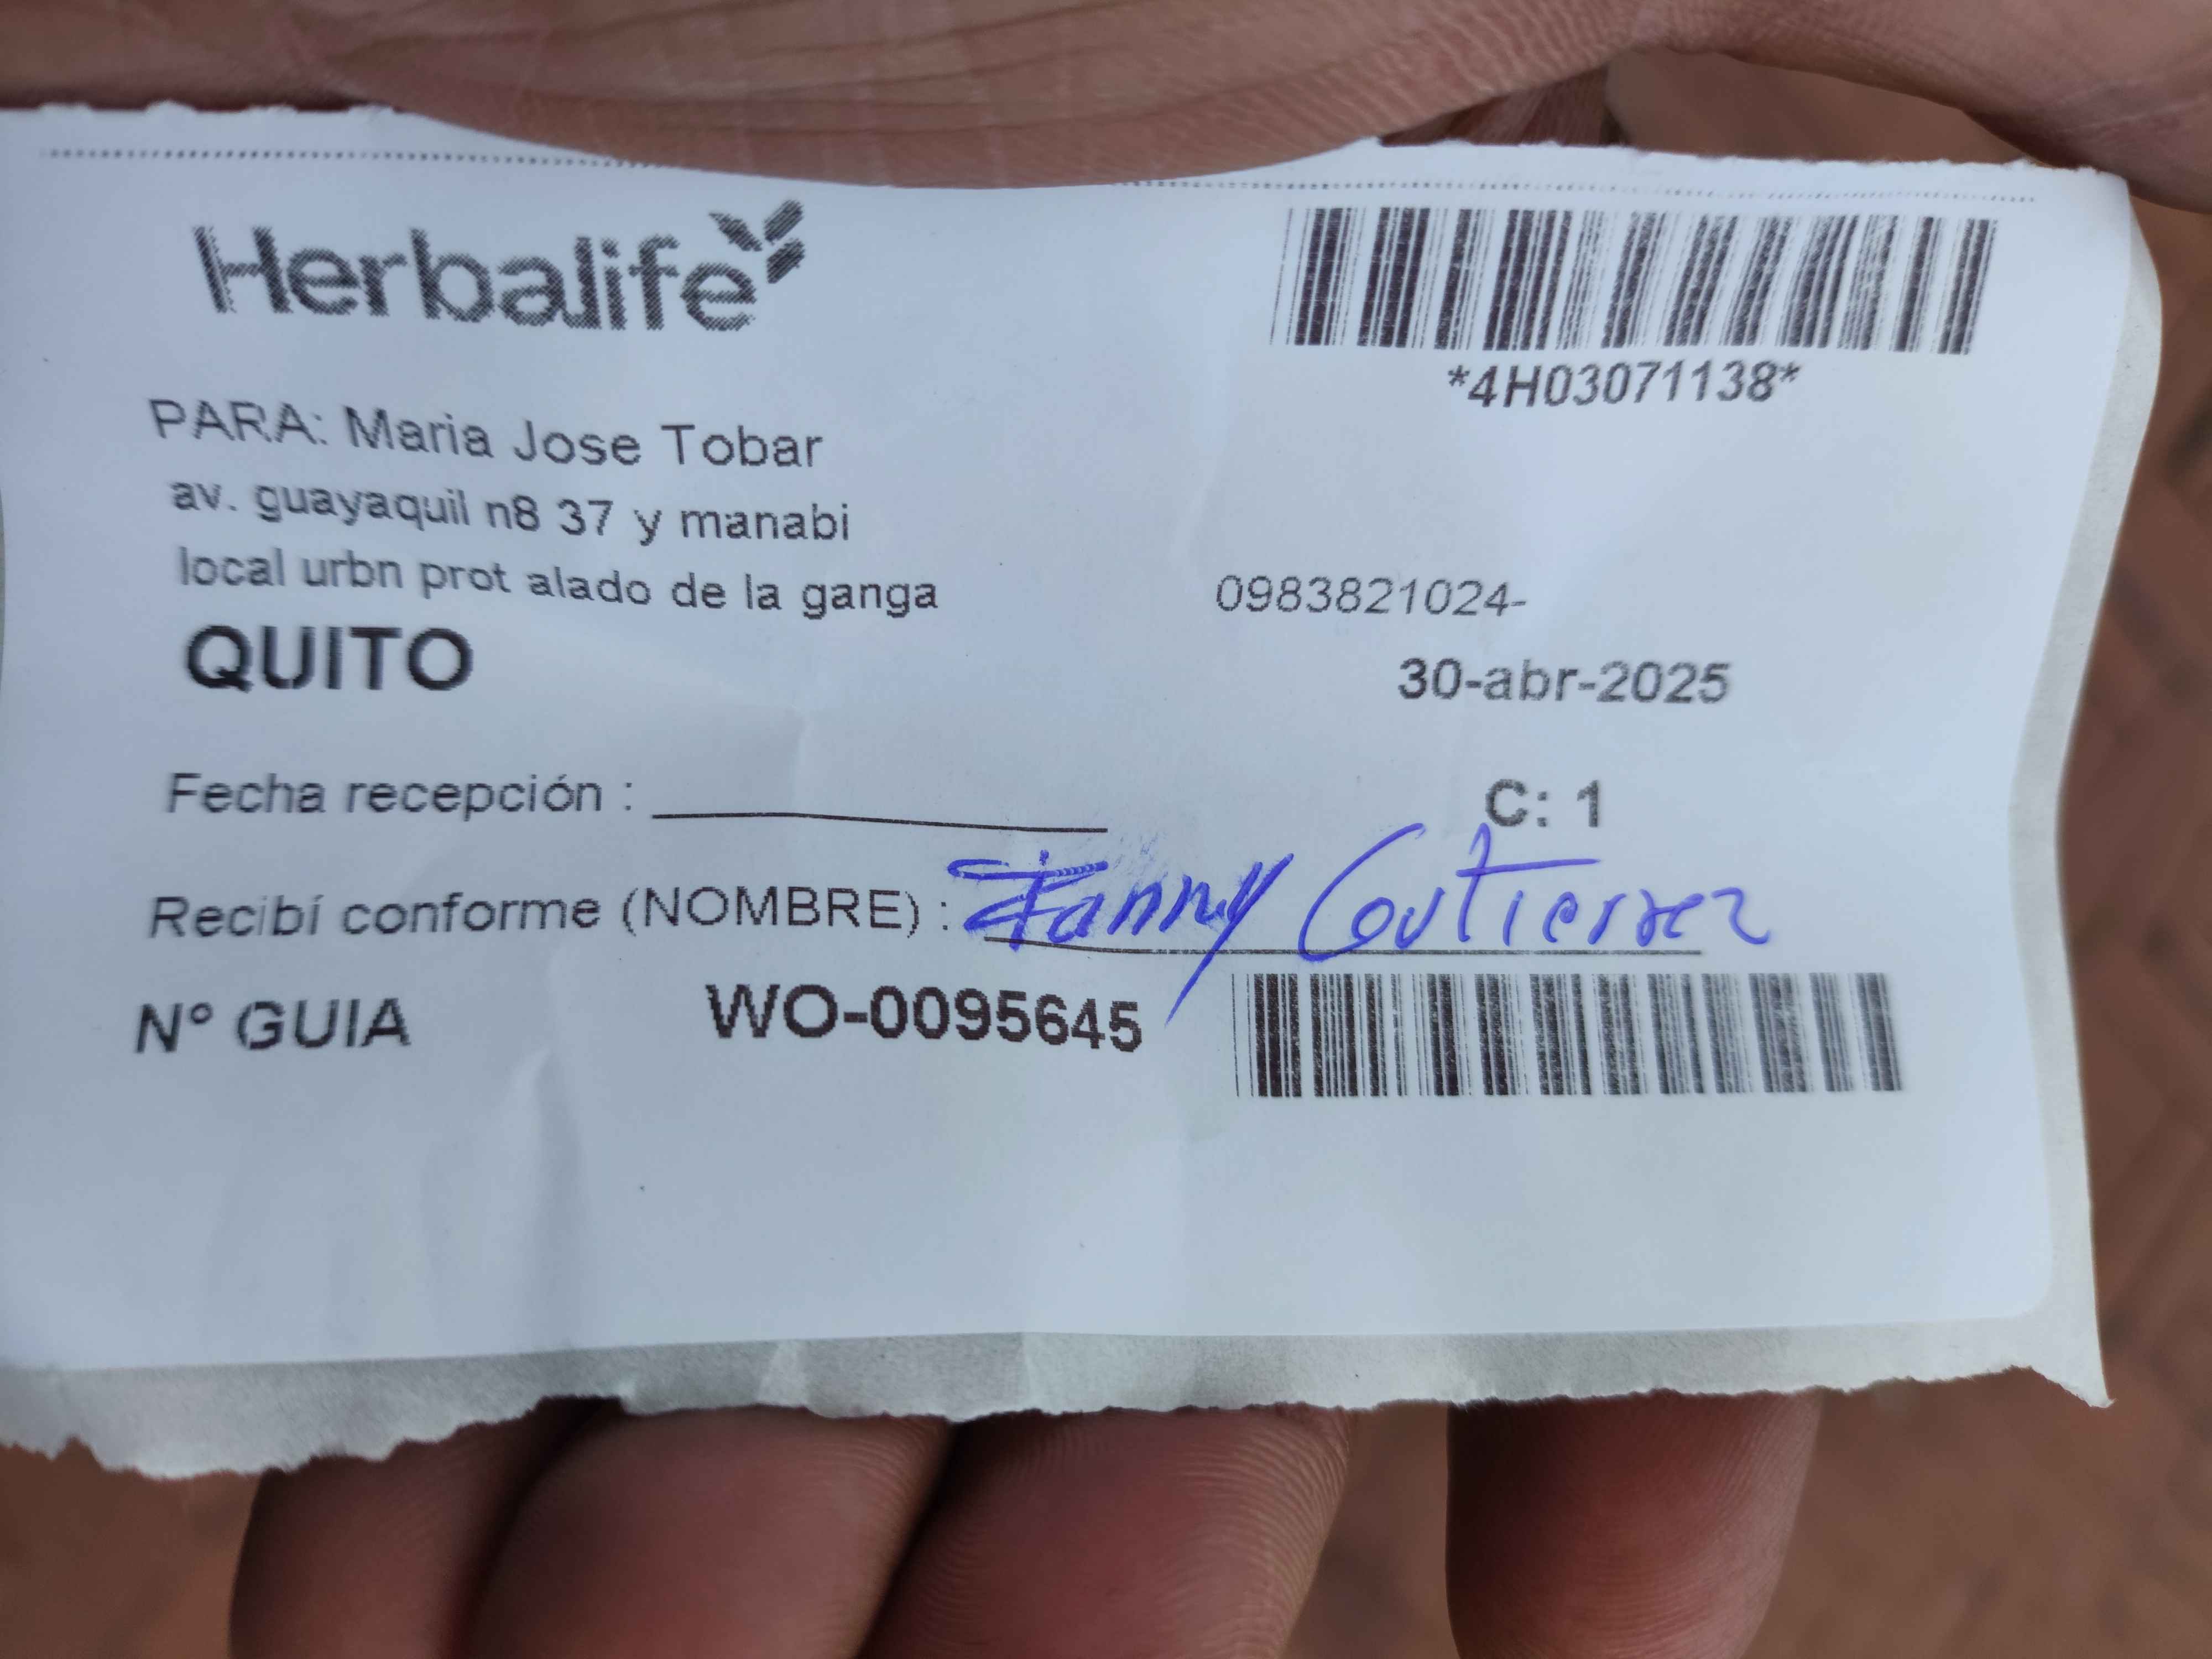 Herbalife
*4H03071138*
PARA: Maria Jose Tobar
av. guayaquil n8 37 y manabi
local urbn prot alado de la ganga
0983821024-
QUITO
30-abr-2025
Fecha recepción :
C: 1
Recibí conforme (NOMBRE) : Fanny Gutierrez
Nº GUIA WO-0095645